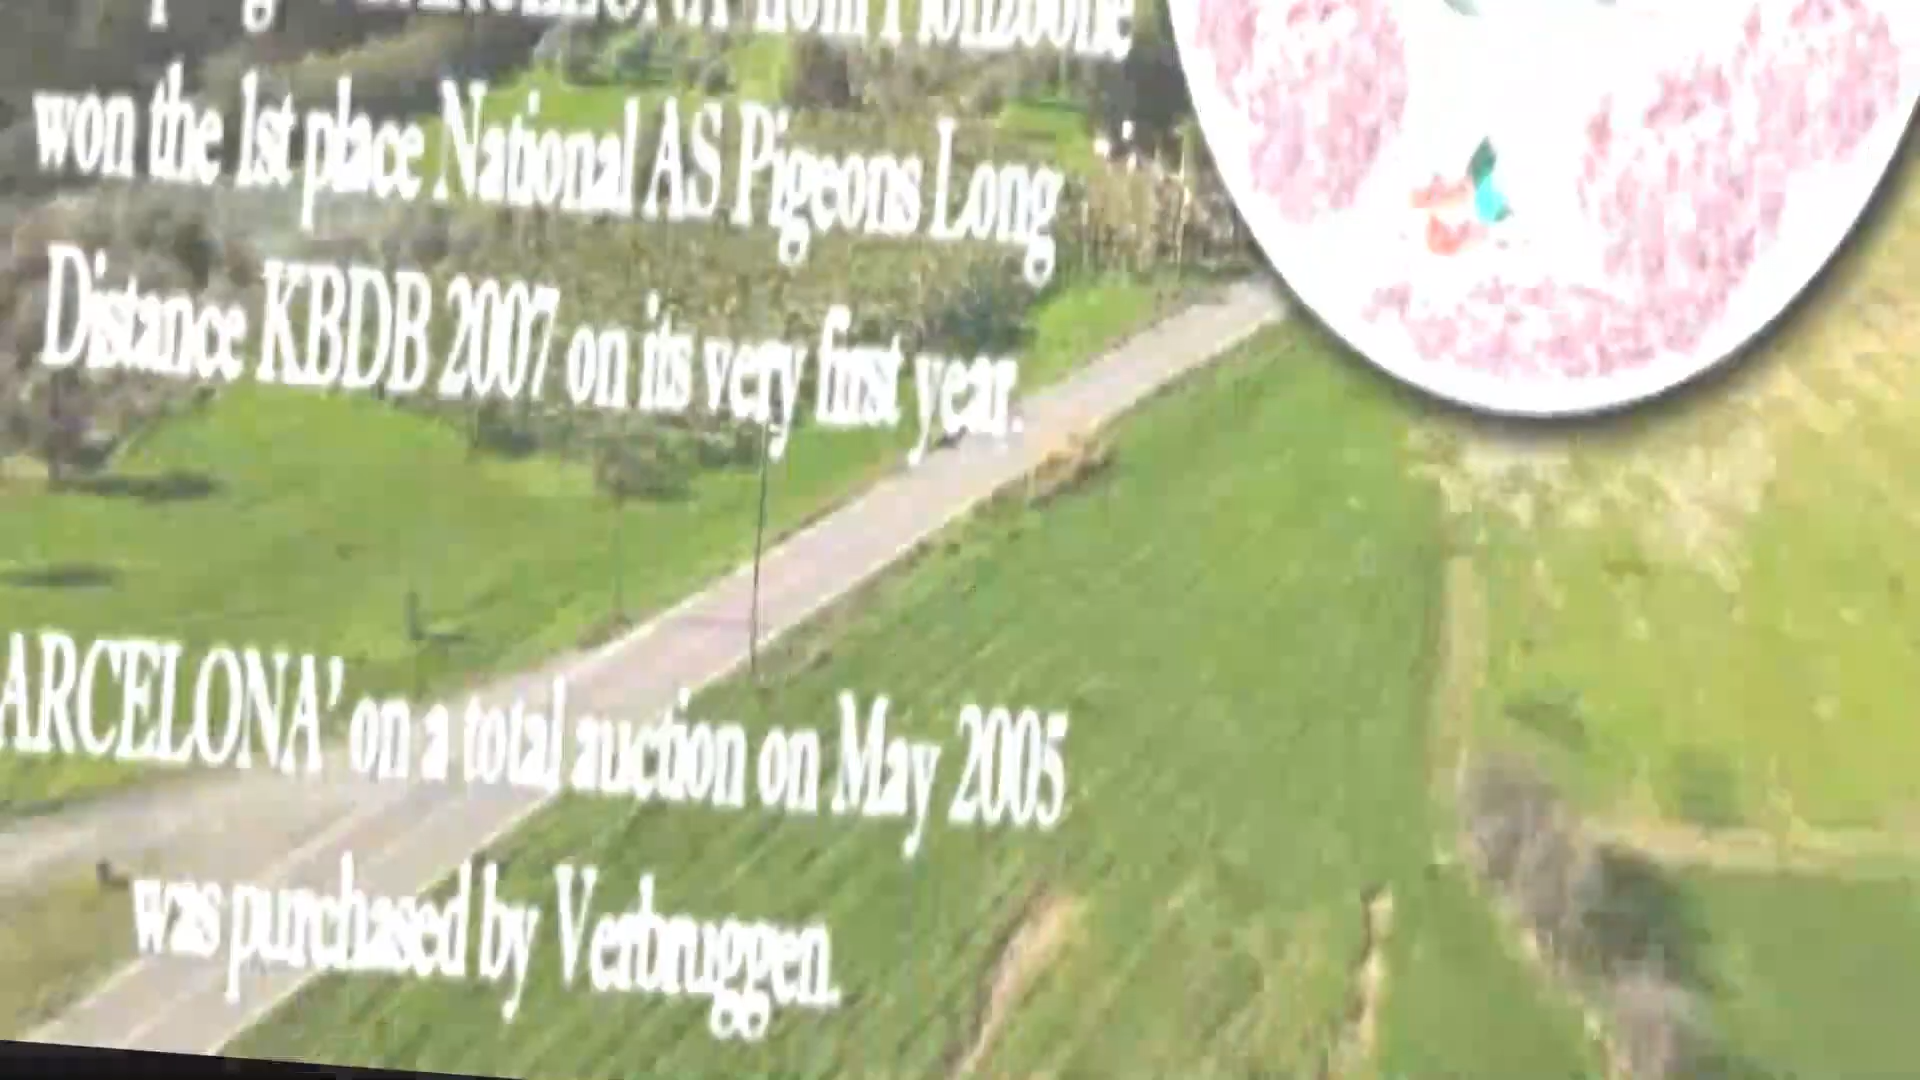 won the 1st place National AS Pigeons Long
Distance KBDB 2007 on its very first year.
ARCELONA' on a total auction on May 2005
was purchased by Verbruggen.